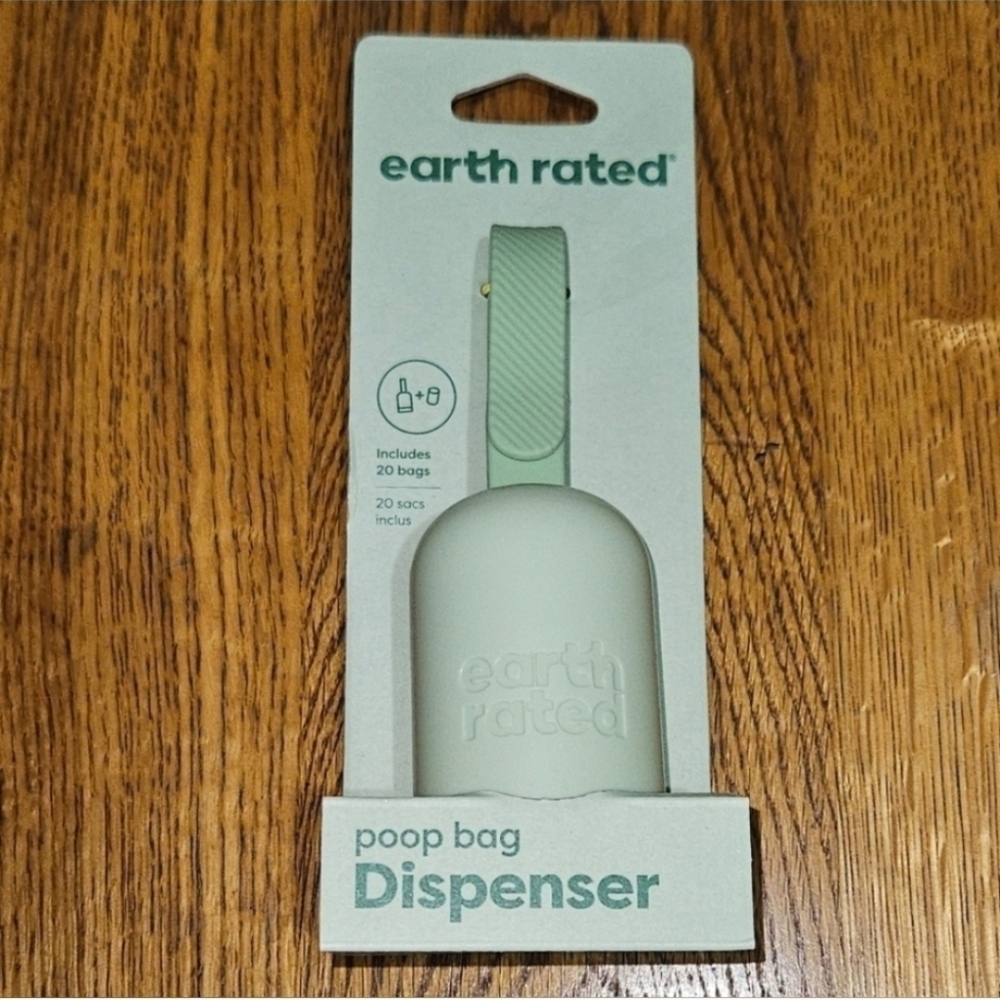 earth rated®
Includes
20 bags
20 sacs
inclus
earth
rated
poop bag
Dispenser